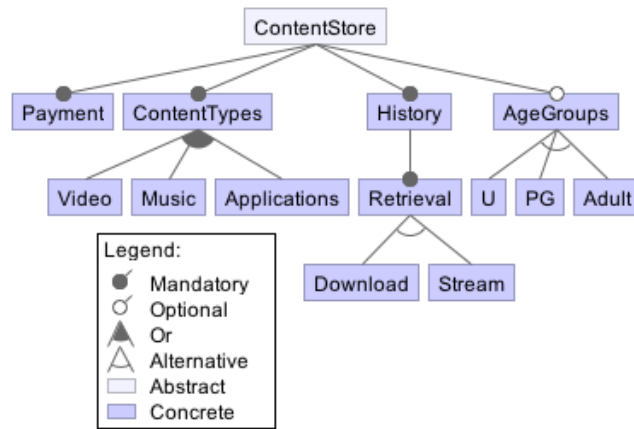 ContentStore
Payment ContentTypes History AgeGroups
Video Music Applications Retrieval U PG Adult
Download Stream
Legend:
Mandatory
Optional
Or
Alternative
Abstract
Concrete